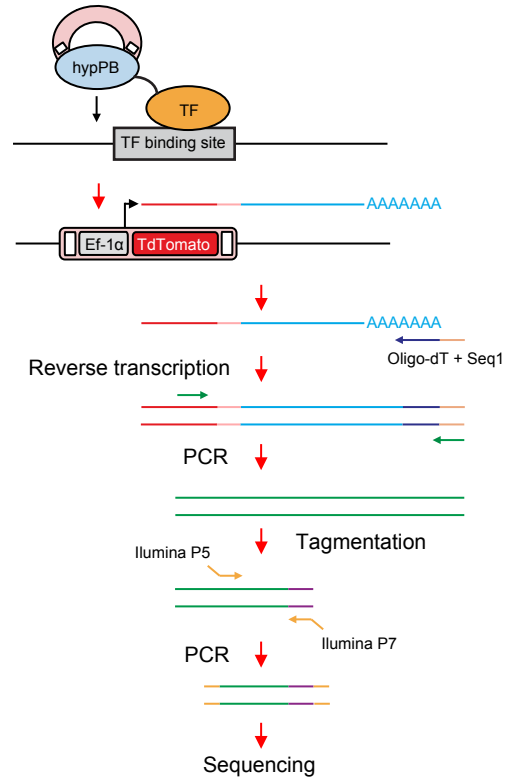 hypPB
TF
TF binding site
AAAAAAA
Ef-1α
TdTomato
AAAAAAA
Oligo-dT + Seq1
Reverse transcription
PCR
Tagmentation
Ilumina P5
Ilumina P7
PCR
Sequencing